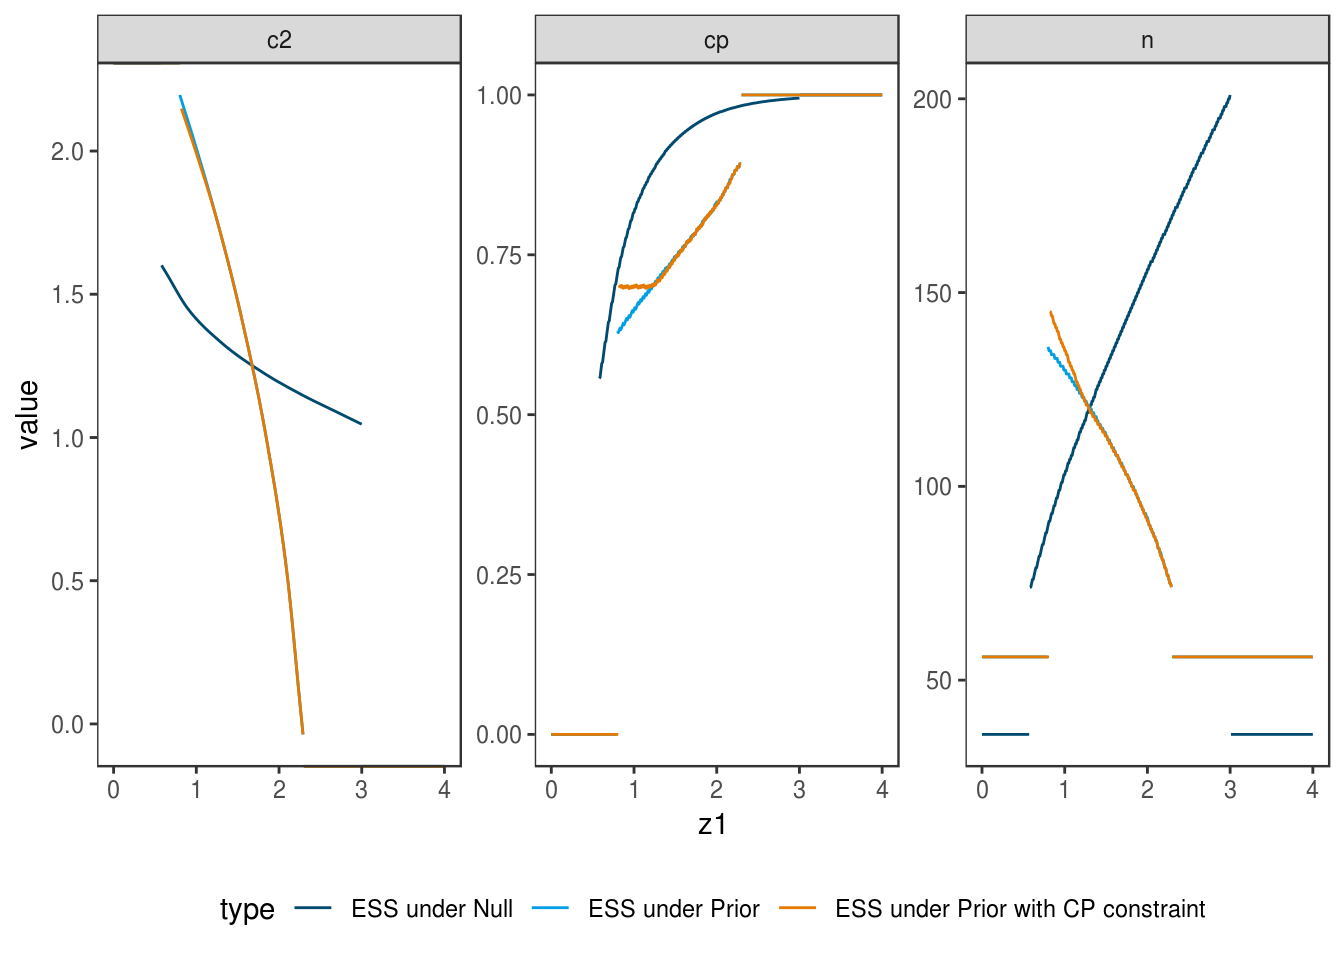 c2 cp n
value
2.0
1.5
1.0
0.5
0.0
1.00
0.75
0.50
0.25
0.00
200
150
100
50
0 1 2 3 4 0 1 2 3 4 0 1 2 3 4
z1
type ESS under Null ESS under Prior ESS under Prior with CP constraint